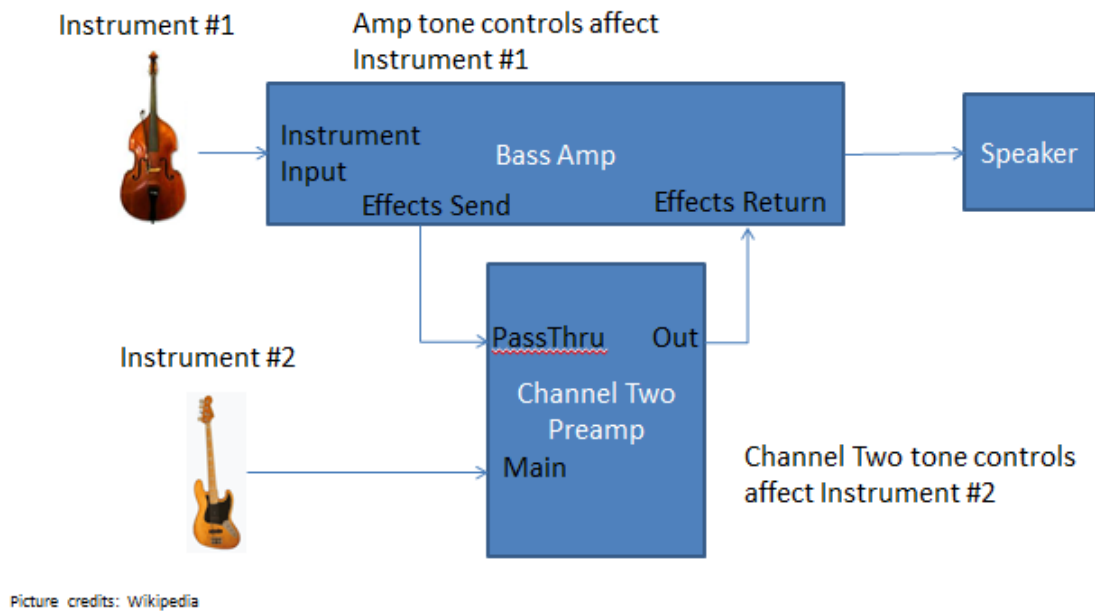 Instrument #1
Amp tone controls affect
Instrument #1
Instrument
Input
Bass Amp
Speaker
Effects Send
Effects Return
PassThru
Out
Instrument #2
Channel Two
Preamp
Main
Channel Two tone controls
affect Instrument #2
Picture credits: Wikipedia